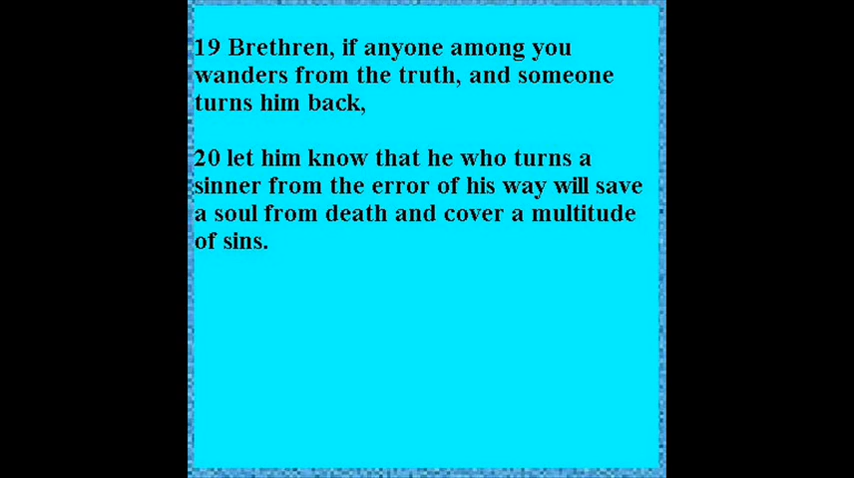 19 Brethren, if anyone among you
wanders from the truth, and someone
turns him back,
20 let him know that he who turns a
sinner from the error of his way will save
a soul from death and cover a multitude
of sins.